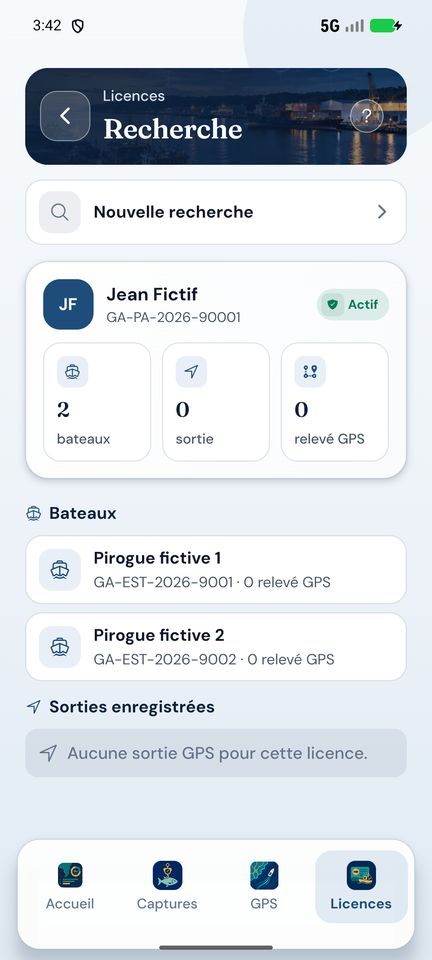 3:42
5G
Licences
Recherche
?
Nouvelle recherche
JF
Jean Fictif
GA-PA-2026-90001
Actif
2
bateaux
0
sortie
0
relevé GPS
Bateaux
Pirogue fictive 1
GA-EST-2026-9001 · 0 relevé GPS
Pirogue fictive 2
GA-EST-2026-9002 · 0 relevé GPS
Sorties enregistrées
Aucune sortie GPS pour cette licence.
Accueil
Captures
GPS
Licences